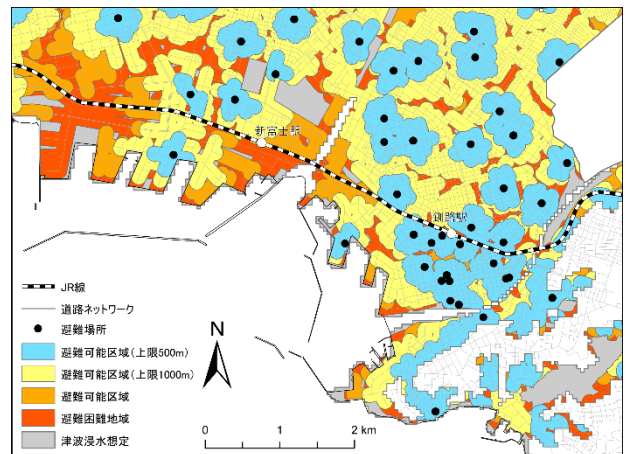 新富士駅
釧路駅
JR線
道路ネットワーク
避難場所
避難可能区域(上限500m)
避難可能区域(上限1000m)
避難可能区域
避難困難地域
津波浸水想定
N
0 1 2 km